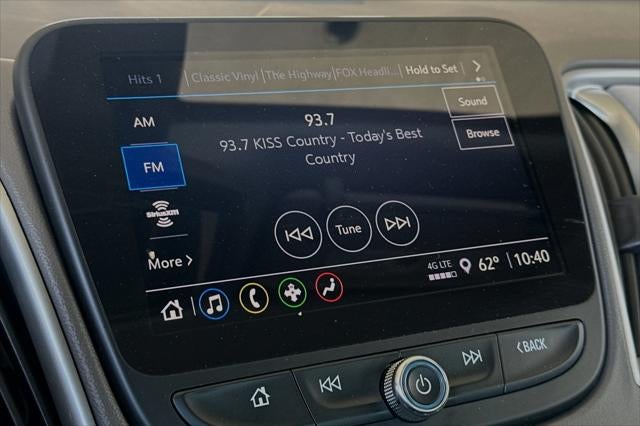 Hits 1 Classic Vinyl The Highway FOX Headli... Hold to Set
AM
93.7
Sound
93.7 KISS Country - Today's Best
Country
Browse
FM
SiriusXM
Tune
More
4G LTE
62° 10:40
BACK